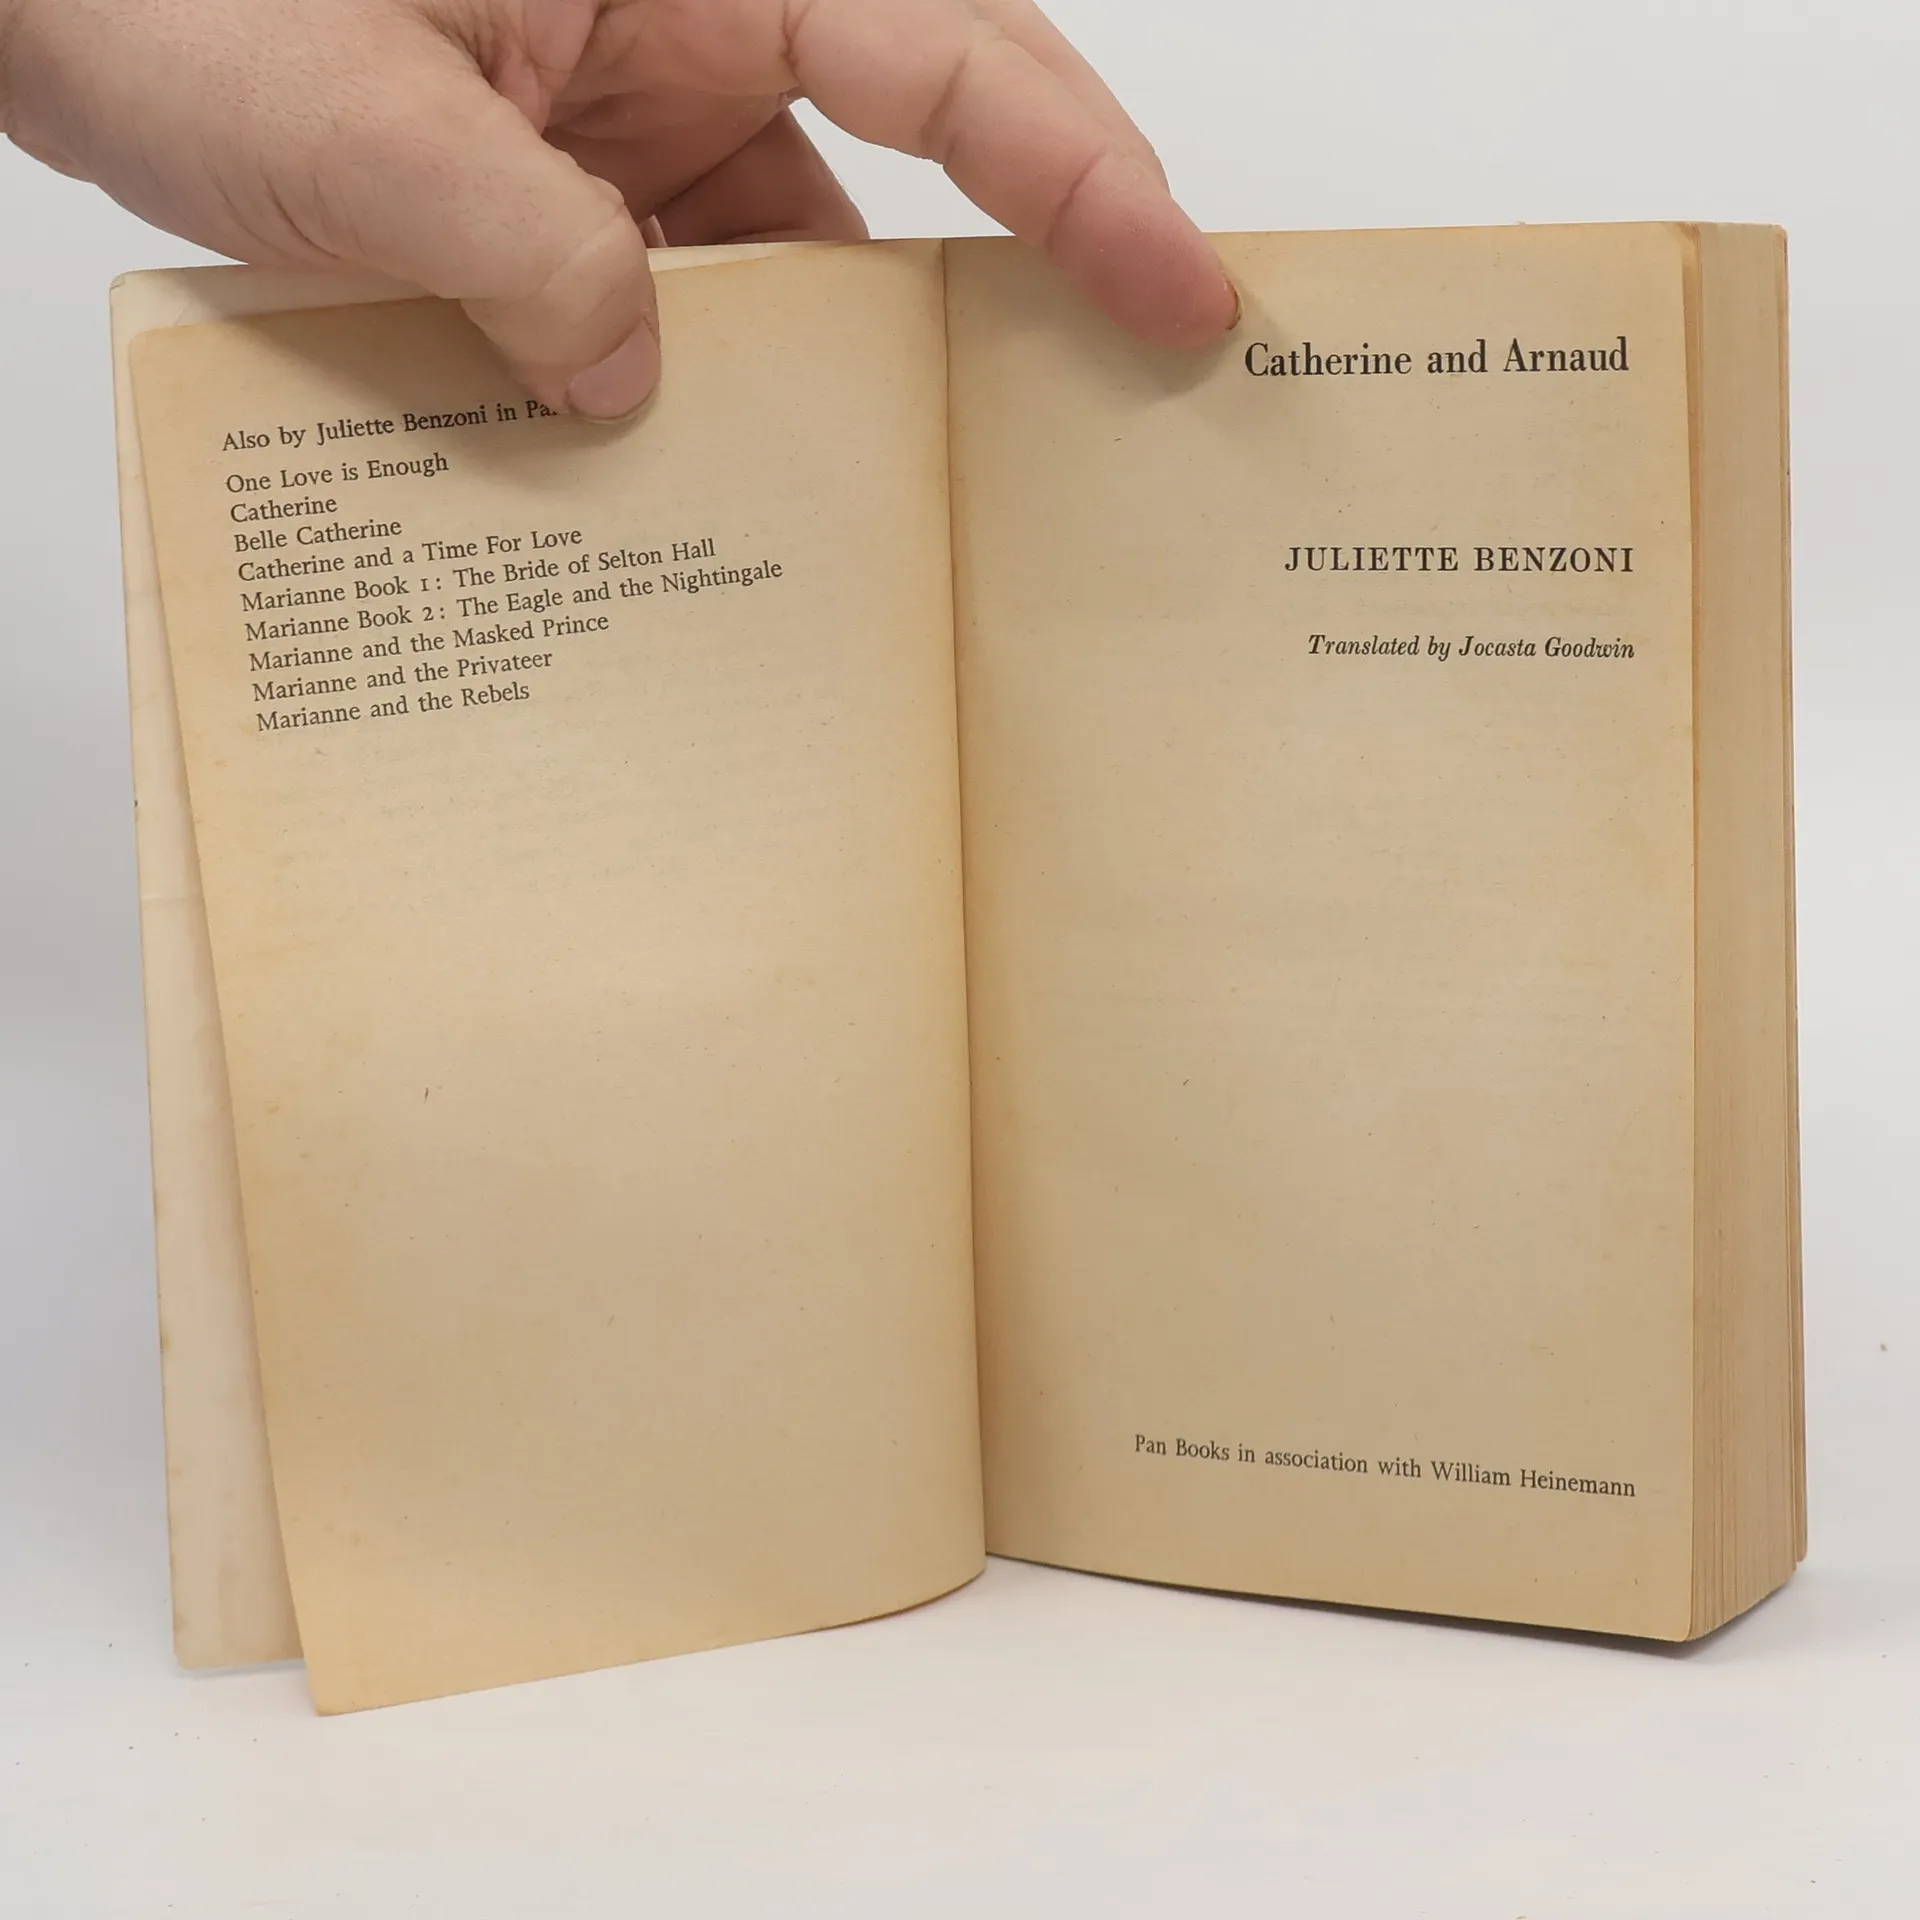 Also by Juliette Benzoni in
One Love is Enough
Catherine
Belle Catherine
Catherine and a Time For Love
Marianne Book 1: The Bride of Selton Hall
Marianne Book 2: The Eagle and the Nightingale
Marianne and the Masked Prince
Marianne and the Privateer
Marianne and the Rebels
Catherine and Arnaud
JULIETTE BENZONI
Translated by Jocasta Goodwin
Pan Books in association with William Heinemann